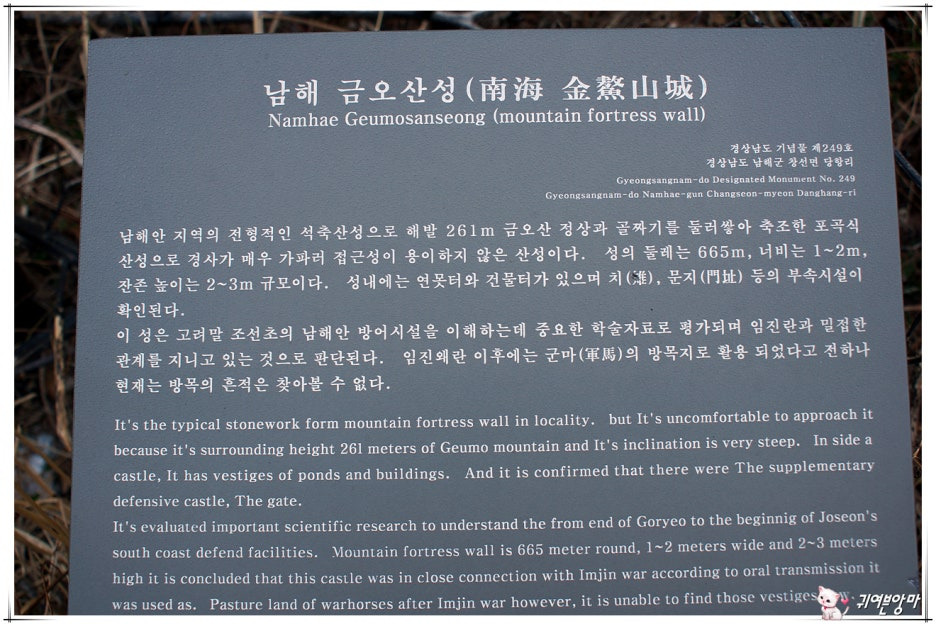 남해 금오산성(南海 金鰲山城)
Namhae Geumosanseong (mountain fortress wall)
경상남도 기념물 제249호
경상남도 남해군 창선면 당항리
Gyeongsangnam-do Designated Monument No. 249
Gyeongsangnam-do Namhae-gun Changseon-myeon Danghang-ri
남해안 지역의 전형적인 석축산성으로 해발 261m 금오산 정상과 골짜기를 둘러쌓아 축조한 포곡식
산성으로 경사가 매우 가파러 접근성이 용이하지 않은 산성이다. 성의 둘레는 665m, 너비는 1~2m,
잔존 높이는 2~3m 규모이다. 성내에는 연못터와 건물터가 있으며 치(雉), 문지(門址) 등의 부속시설이
확인된다.
이 성은 고려말 조선초의 남해안 방어시설을 이해하는데 중요한 학술자료로 평가되며 임진란과 밀접한
관계를 지니고 있는 것으로 판단된다. 임진왜란 이후에는 군마(軍馬)의 방목지로 활용 되었다고 전하나
현재는 방목의 흔적은 찾아볼 수 없다.
It's the typical stonework form mountain fortress wall in locality. but It's uncomfortable to approach it
because it's surrounding height 261 meters of Geumo mountain and It's inclination is very steep. In side a
castle, It has vestiges of ponds and buildings. And it is confirmed that there were The supplementary
defensive castle, The gate.
It's evaluated important scientific research to understand the from end of Goryeo to the beginnig of Joseon's
south coast defend facilities. Mountain fortress wall is 665 meter round, 1~2 meters wide and 2~3 meters
high it is concluded that this castle was in close connection with Imjin war according to oral transmission it
was used as. Pasture land of warhorses after Imjin war however, it is unable to find those vestiges
귀여븐앙마